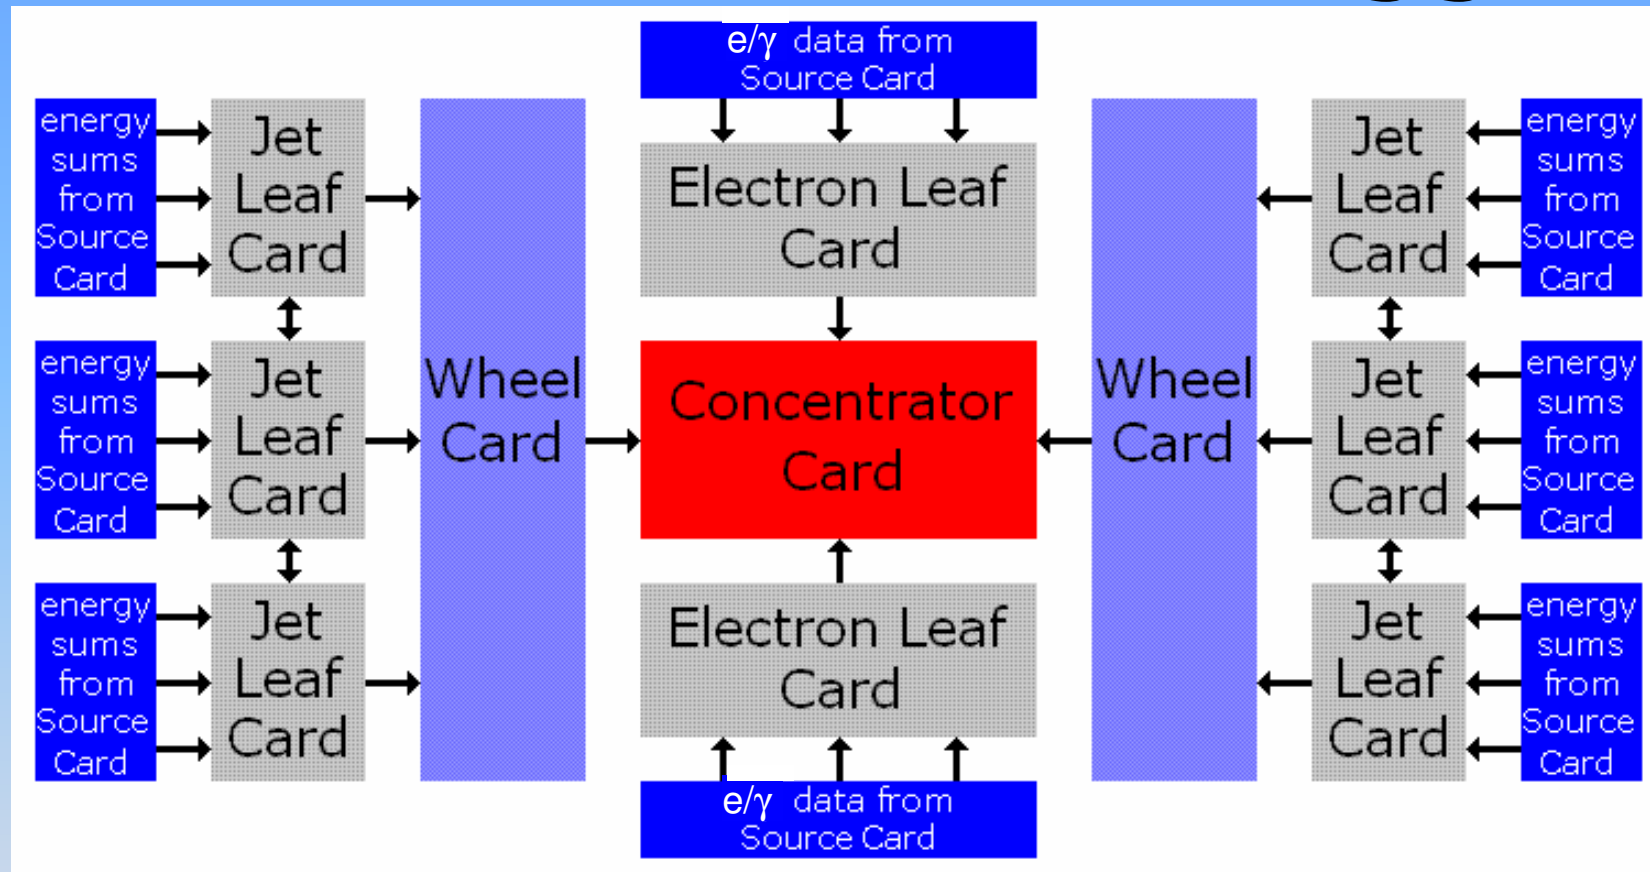 e/γ data from
Source Card
energy
sums
from
Source
Card
Jet
Leaf
Card
energy
sums
from
Source
Card
Jet
Leaf
Card
energy
sums
from
Source
Card
Jet
Leaf
Card
Wheel
Card
Electron Leaf
Card
Concentrator
Card
Electron Leaf
Card
e/γ data from
Source Card
Wheel
Card
Jet
Leaf
Card
energy
sums
from
Source
Card
Jet
Leaf
Card
energy
sums
from
Source
Card
Jet
Leaf
Card
energy
sums
from
Source
Card